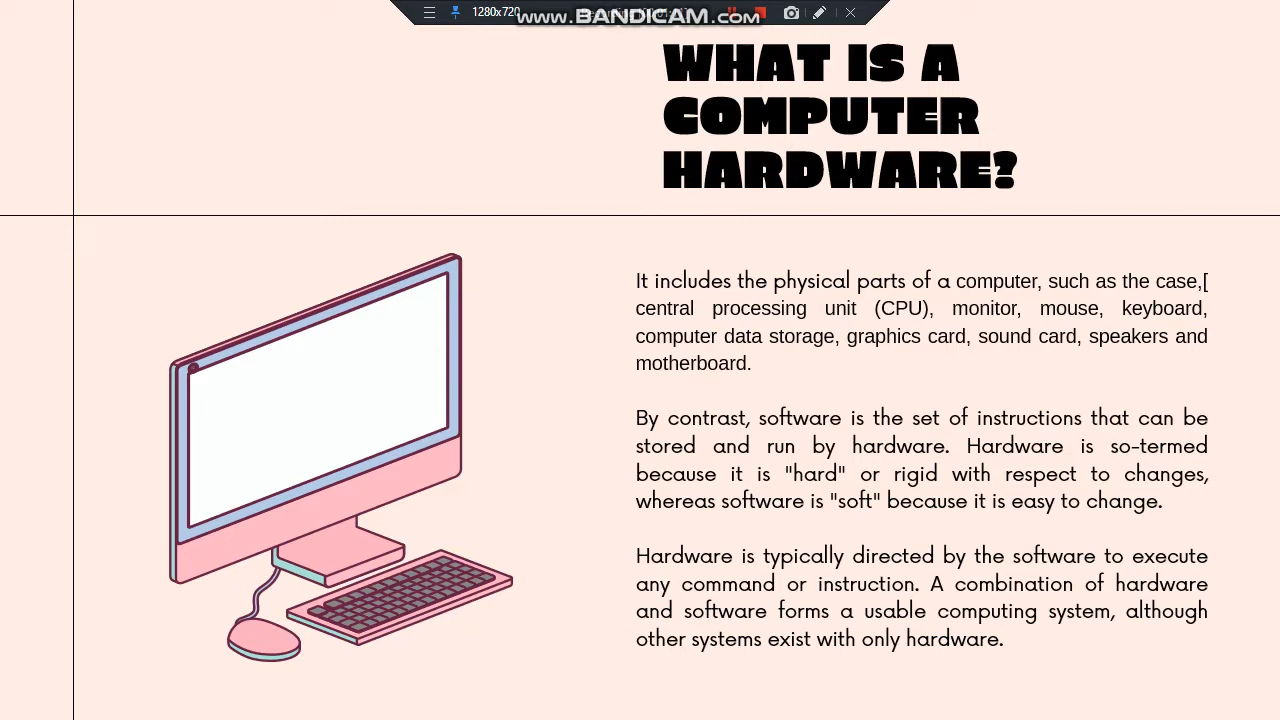 1280x720
www.BANDICAM.com
WHAT IS A
COMPUTER
HARDWARE?
It includes the physical parts of a computer, such as the case,[
central processing unit (CPU), monitor, mouse, keyboard,
computer data storage, graphics card, sound card, speakers and
motherboard.
By contrast, software is the set of instructions that can be
stored and run by hardware. Hardware is so-termed
because it is "hard" or rigid with respect to changes,
whereas software is "soft" because it is easy to change.
Hardware is typically directed by the software to execute
any command or instruction. A combination of hardware
and software forms a usable computing system, although
other systems exist with only hardware.